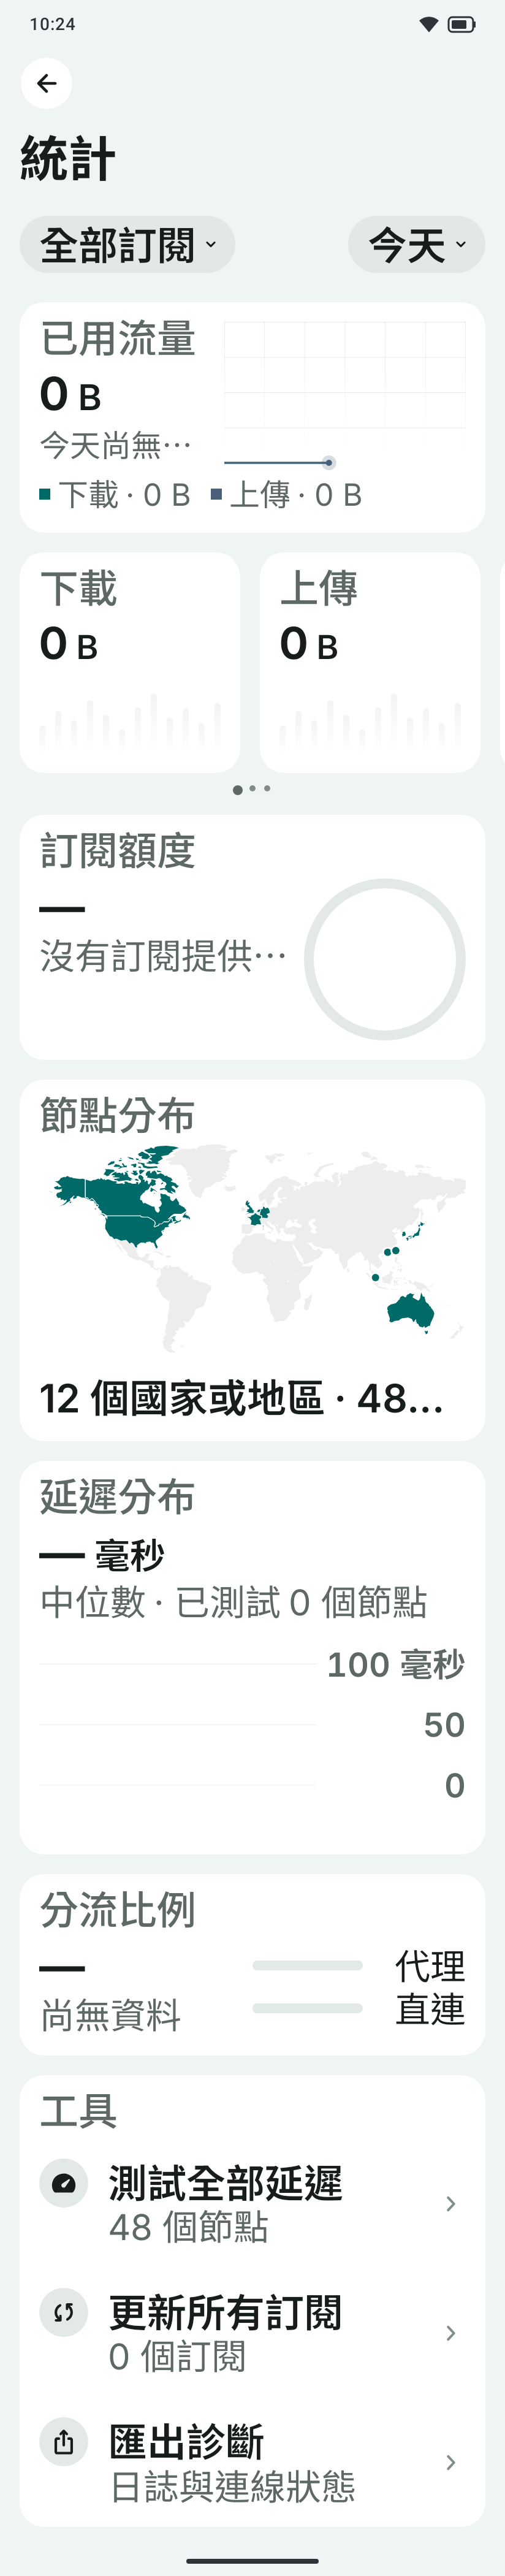 10:24
統計
全部訂閱
今天
已用流量
0 B
今天尚無…
下載 · 0 B
上傳 · 0 B
下載
0 B
上傳
0 B
訂閱額度
—
沒有訂閱提供…
節點分布
12 個國家或地區 · 48…
延遲分布
— 毫秒
中位數 · 已測試 0 個節點
100 毫秒
50
0
分流比例
—
尚無資料
代理
直連
工具
測試全部延遲
48 個節點
更新所有訂閱
0 個訂閱
匯出診斷
日誌與連線狀態